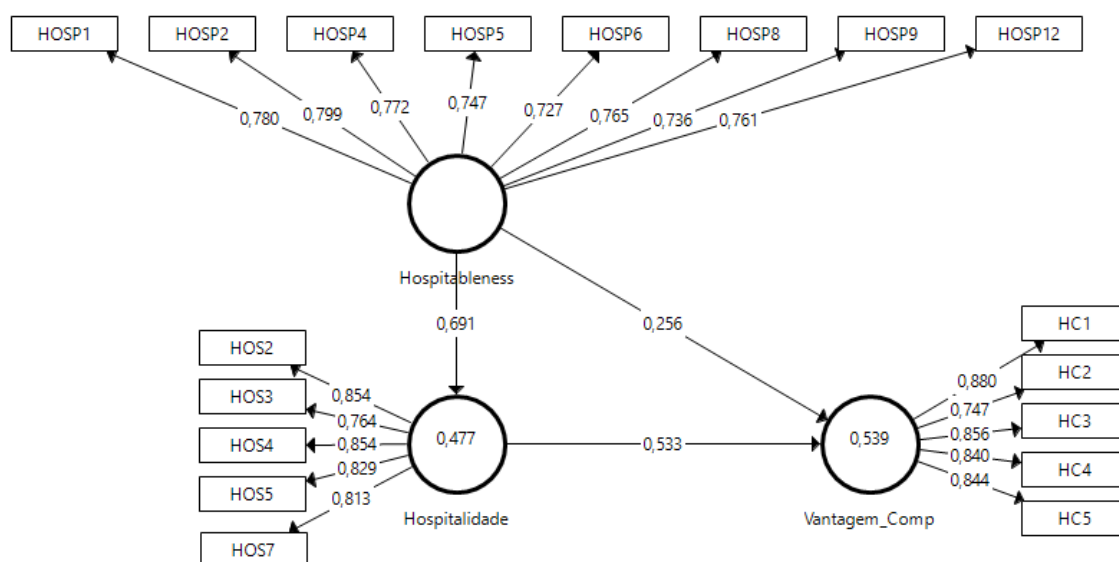 HOSP1
HOSP2
HOSP4
HOSP5
HOSP6
HOSP8
HOSP9
HOSP12
0,780
0,799
0,772
0,747
0,727
0,765
0,736
0,761
Hospitableness
0,691
0,256
HOS2
HOS3
HOS4
HOS5
HOS7
0,854
0,764
0,854
0,829
0,813
0,477
Hospitalidade
0,533
0,539
Vantagem_Comp
0,880
0,747
0,856
0,840
0,844
HC1
HC2
HC3
HC4
HC5